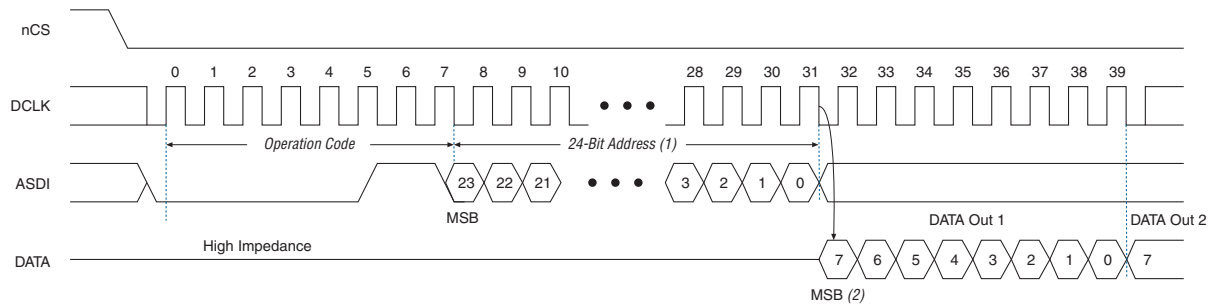 nCS
0 1 2 3 4 5 6 7 8 9 10 28 29 30 31 32 33 34 35 36 37 38 39
DCLK
Operation Code 24-Bit Address (1)
ASDI 23 22 21 3 2 1 0
MSB
DATA Out 1 DATA Out 2
High Impedance
DATA 7 6 5 4 3 2 1 0 7
MSB (2)